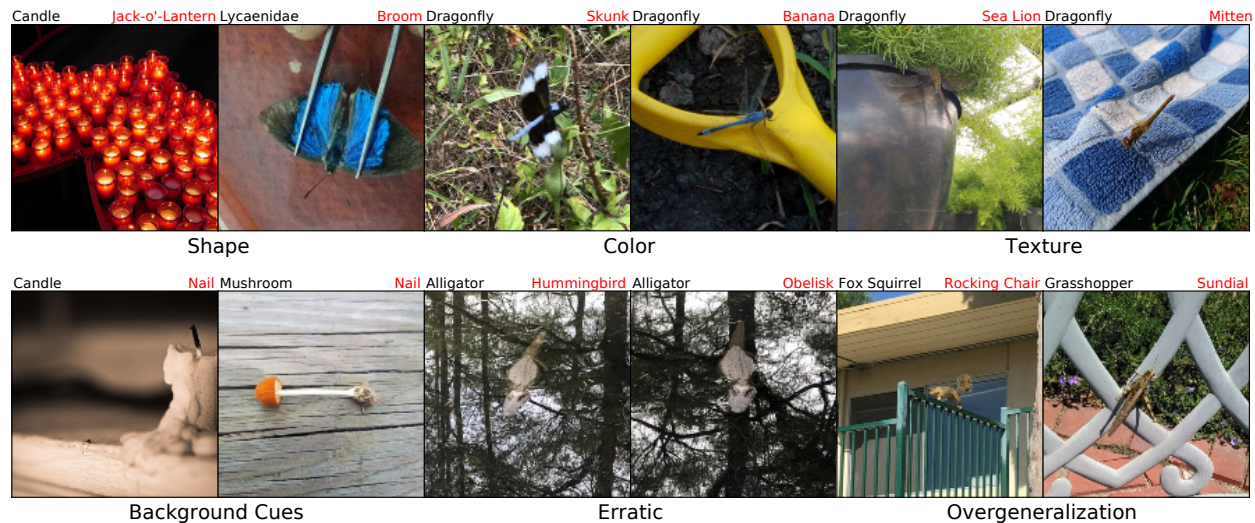 Candle Jack-o'-Lantern Lycaenidae Broom Dragonfly Skunk Dragonfly Banana Dragonfly Sea Lion Dragonfly Mitten
Shape Color Texture
Candle Nail Mushroom Nail Alligator Hummingbird Alligator Obelisk Fox Squirrel Rocking Chair Grasshopper Sundial
Background Cues Erratic Overgeneralization